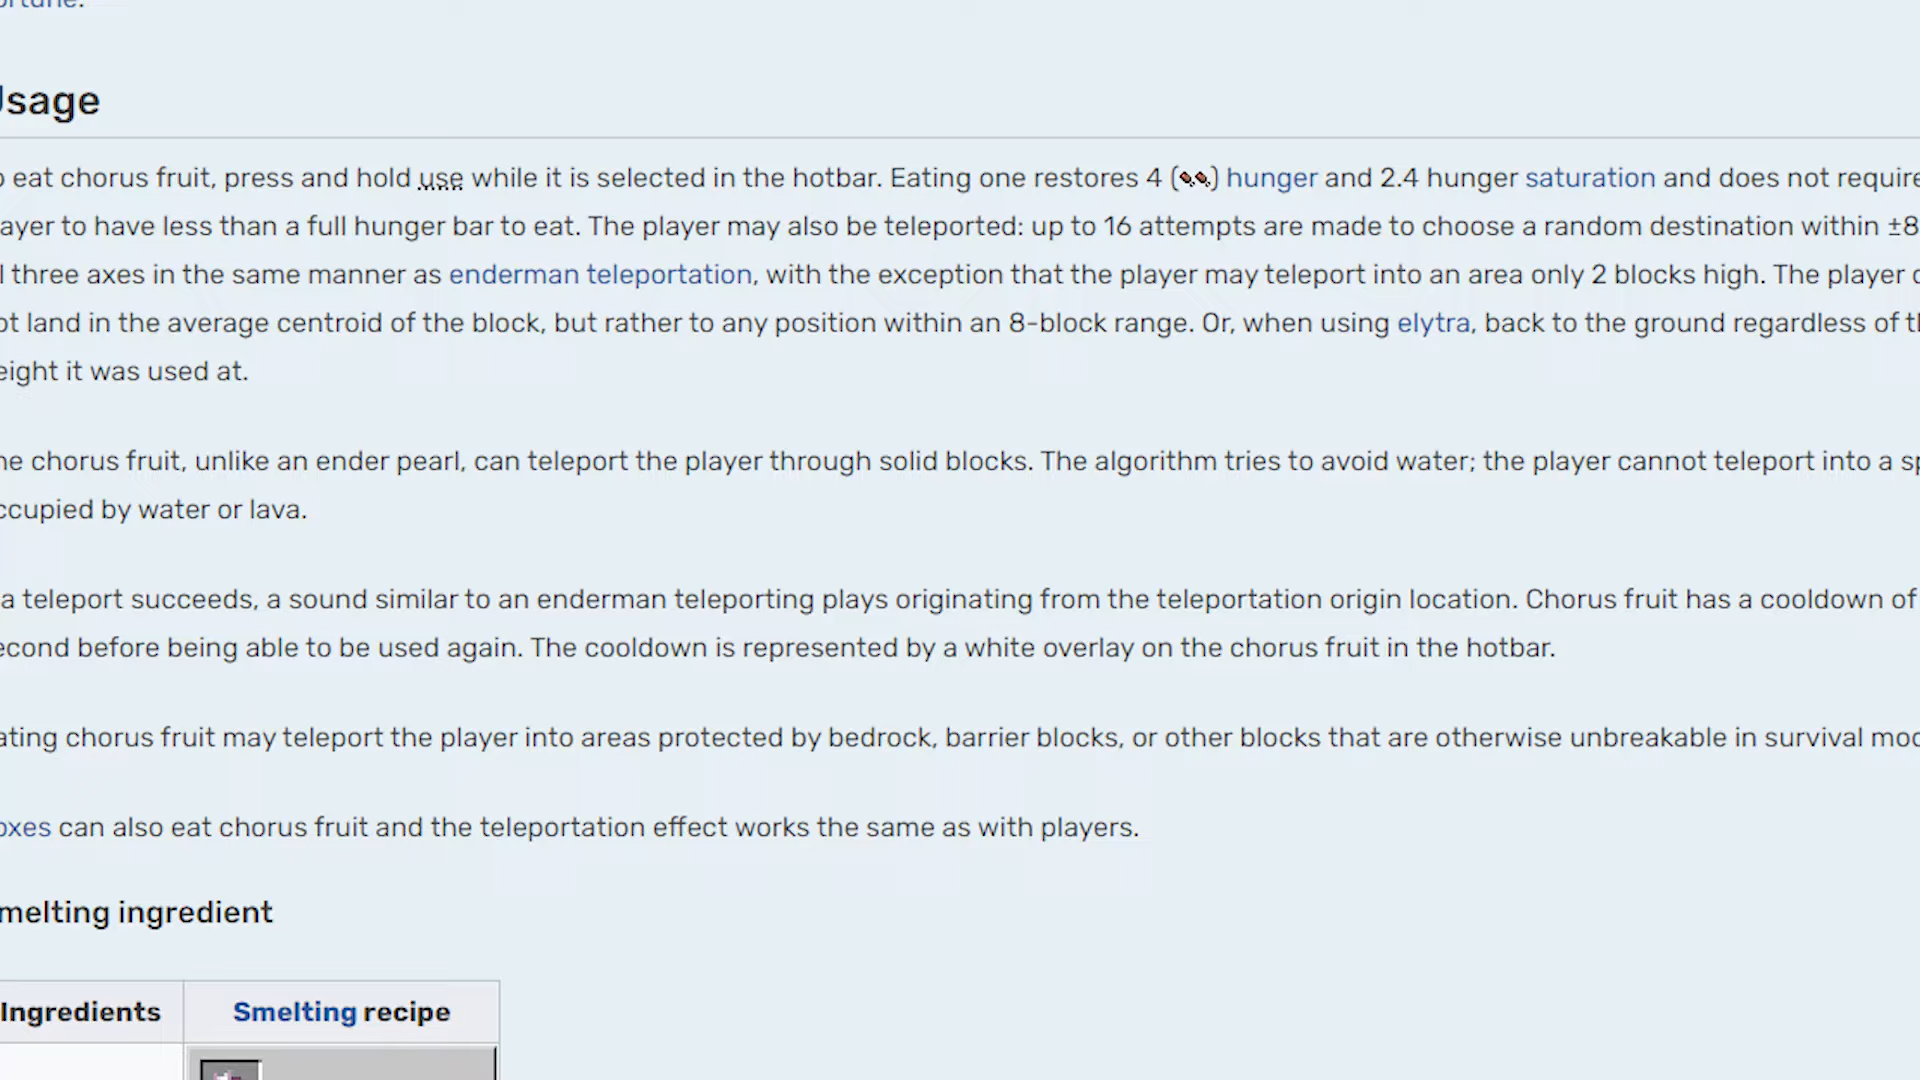 ortune.
Usage
o eat chorus fruit, press and hold use while it is selected in the hotbar. Eating one restores 4 () hunger and 2.4 hunger saturation and does not require
ayer to have less than a full hunger bar to eat. The player may also be teleported: up to 16 attempts are made to choose a random destination within ±8
l three axes in the same manner as enderman teleportation, with the exception that the player may teleport into an area only 2 blocks high. The player
ot land in the average centroid of the block, but rather to any position within an 8-block range. Or, when using elytra, back to the ground regardless of th
eight it was used at.
he chorus fruit, unlike an ender pearl, can teleport the player through solid blocks. The algorithm tries to avoid water; the player cannot teleport into a sp
ccupied by water or lava.
a teleport succeeds, a sound similar to an enderman teleporting plays originating from the teleportation origin location. Chorus fruit has a cooldown of
econd before being able to be used again. The cooldown is represented by a white overlay on the chorus fruit in the hotbar.
ating chorus fruit may teleport the player into areas protected by bedrock, barrier blocks, or other blocks that are otherwise unbreakable in survival mod
oxes can also eat chorus fruit and the teleportation effect works the same as with players.
melting ingredient
Ingredients Smelting recipe